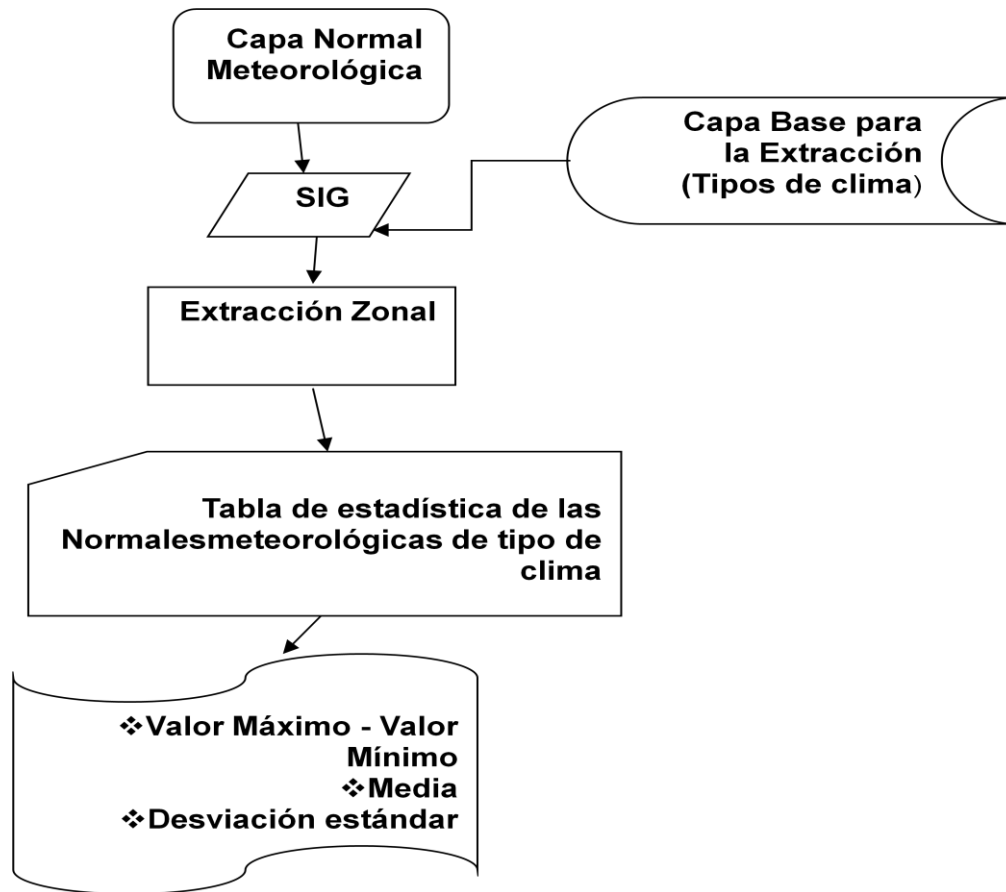 Capa Normal
Meteorológica
Capa Base para
la Extracción
(Tipos de clima)
SIG
Extracción Zonal
Tabla de estadística de las
Normalesmeteorológicas de tipo de
clima
❖Valor Máximo - Valor
Mínimo
❖Media
❖Desviación estándar